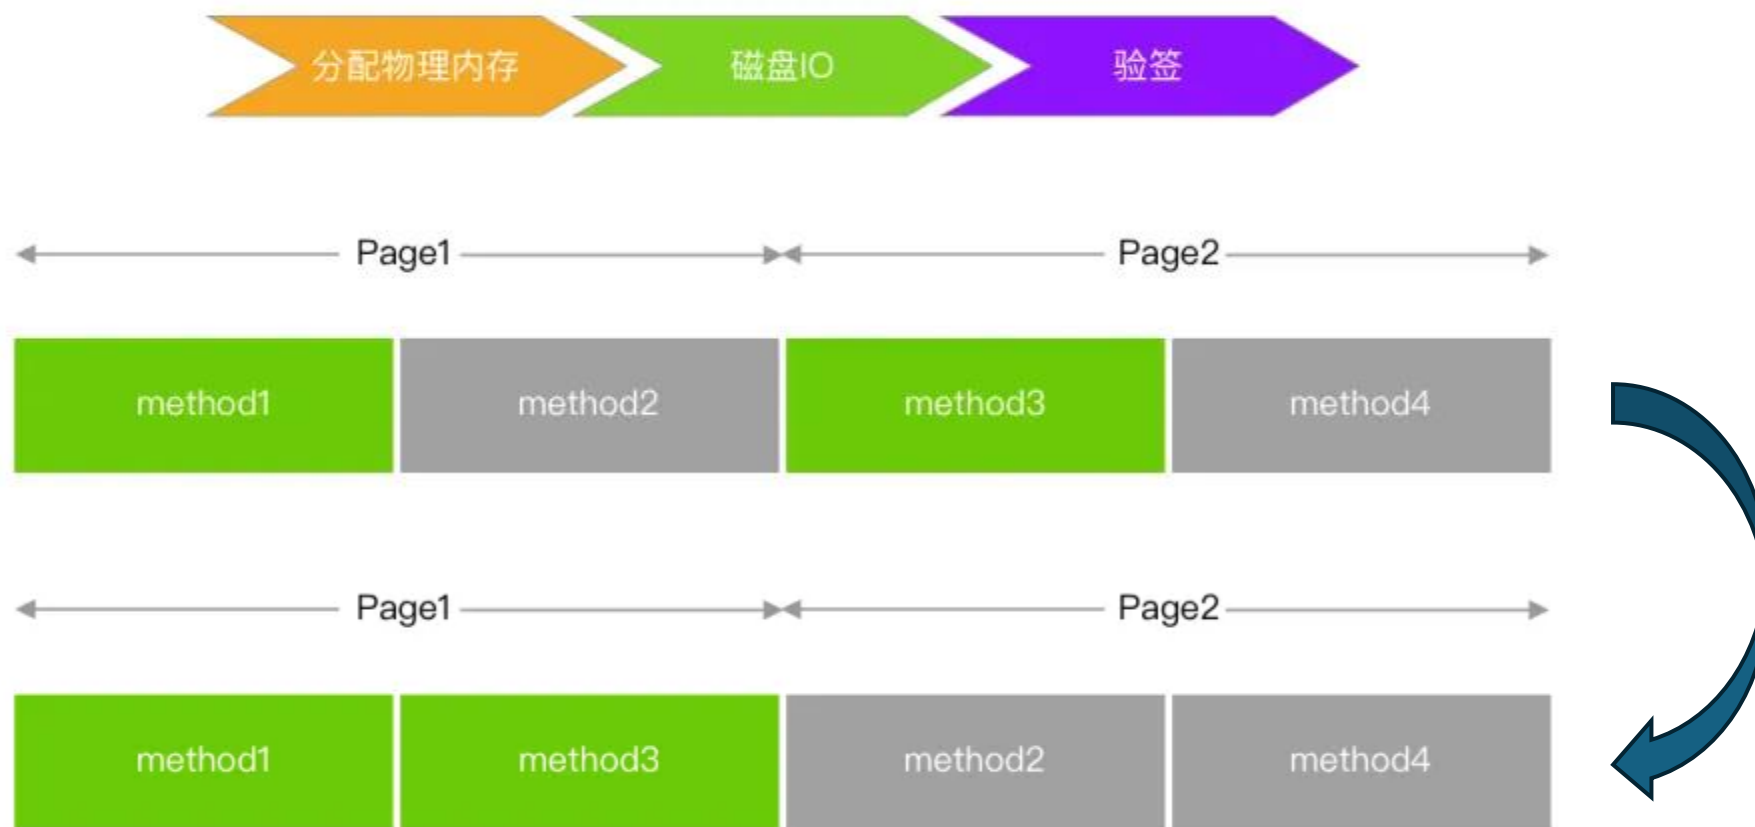 分配物理内存
磁盘IO
验签
Page1
Page2
method1
method2
method3
method4
Page1
Page2
method1
method3
method2
method4